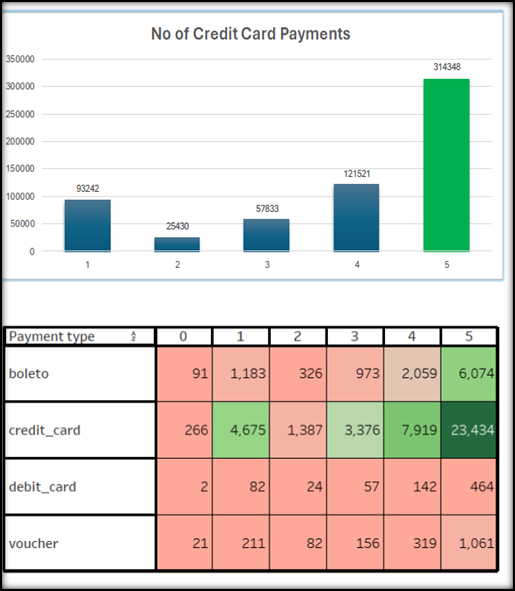 No of Credit Card Payments
350000
300000
250000
200000
150000
100000
50000
0
93242
25430
57833
121521
314348
1 2 3 4 5
Payment type 0 1 2 3 4 5
boleto 91 1,183 326 973 2,059 6,074
credit_card 266 4,675 1,387 3,376 7,919 23,434
debit_card 2 82 24 57 142 464
voucher 21 211 82 156 319 1,061